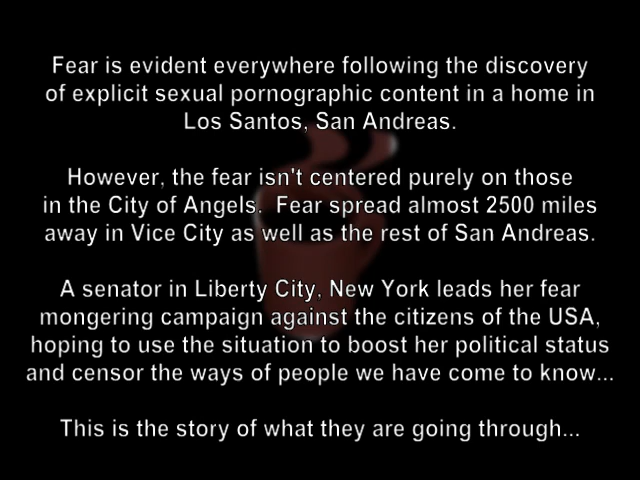 Fear is evident everywhere following the discovery
of explicit sexual pornographic content in a home in
Los Santos, San Andreas.
However, the fear isn't centered purely on those
in the City of Angels.  Fear spread almost 2500 miles
away in Vice City as well as the rest of San Andreas.
A senator in Liberty City, New York leads her fear
mongering campaign against the citizens of the USA,
hoping to use the situation to boost her political status
and censor the ways of people we have come to know...
This is the story of what they are going through...